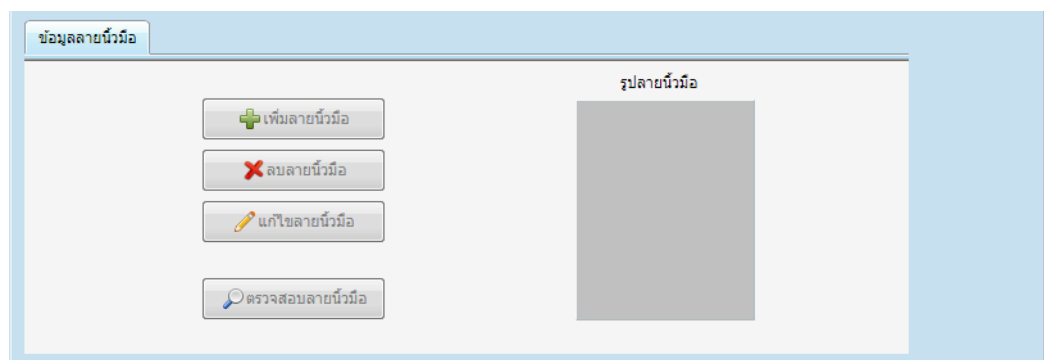 ข้อมูลลายนิ้วมือ
รูปลายนิ้วมือ
เพิ่มลายนิ้วมือ
ลบลายนิ้วมือ
แก้ไขลายนิ้วมือ
ตรวจสอบลายนิ้วมือ